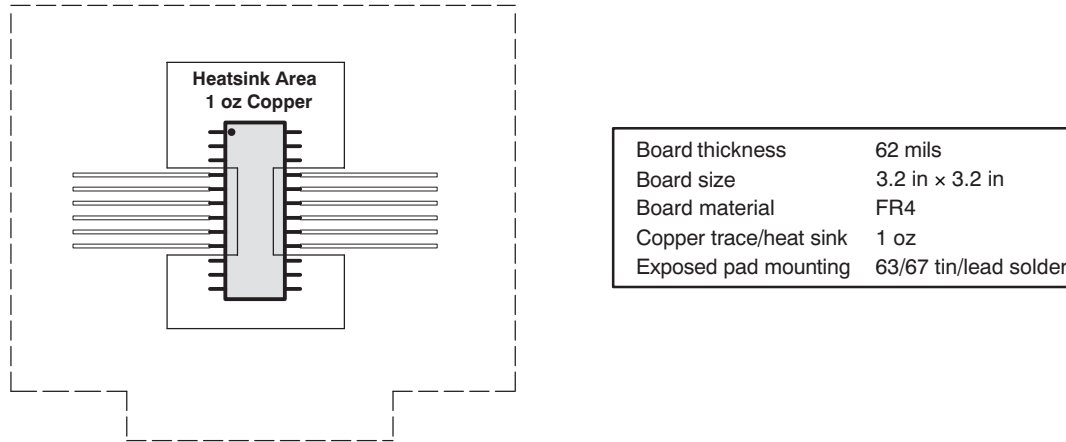 Heatsink Area
1 oz Copper
Board thickness 62 mils
Board size 3.2 in × 3.2 in
Board material FR4
Copper trace/heat sink 1 oz
Exposed pad mounting 63/67 tin/lead solder